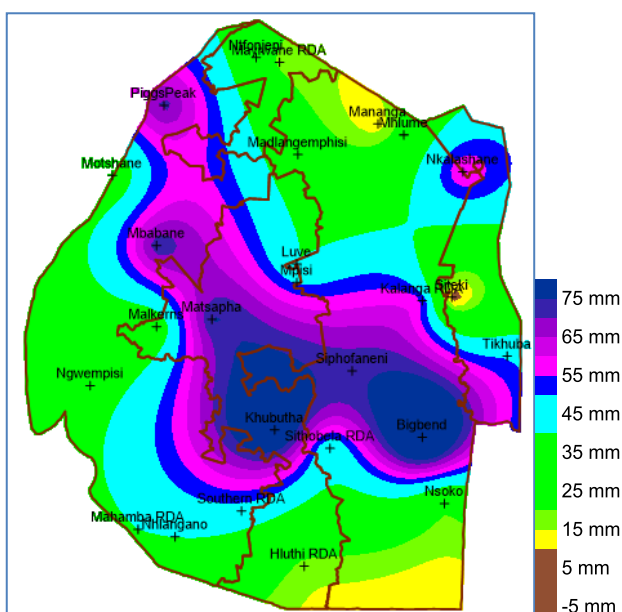 Ntfonjeni
Mayiwane RDA
PiggsPeak
Mananga
Mhlume
Madlangemphisi
Motshane
Nkalashane
Mbabane
Luve
Mpisi
Siteki
Kalanga RDA
Matsapha
Malkerns
Tikhuba
Siphofaneni
Ngwempisi
Khubutha
Bigbend
Sithobela RDA
Nsoko
Southern RDA
Mahamba RDA
Nhlangano
Hluthi RDA
75 mm
65 mm
55 mm
45 mm
35 mm
25 mm
15 mm
5 mm
-5 mm